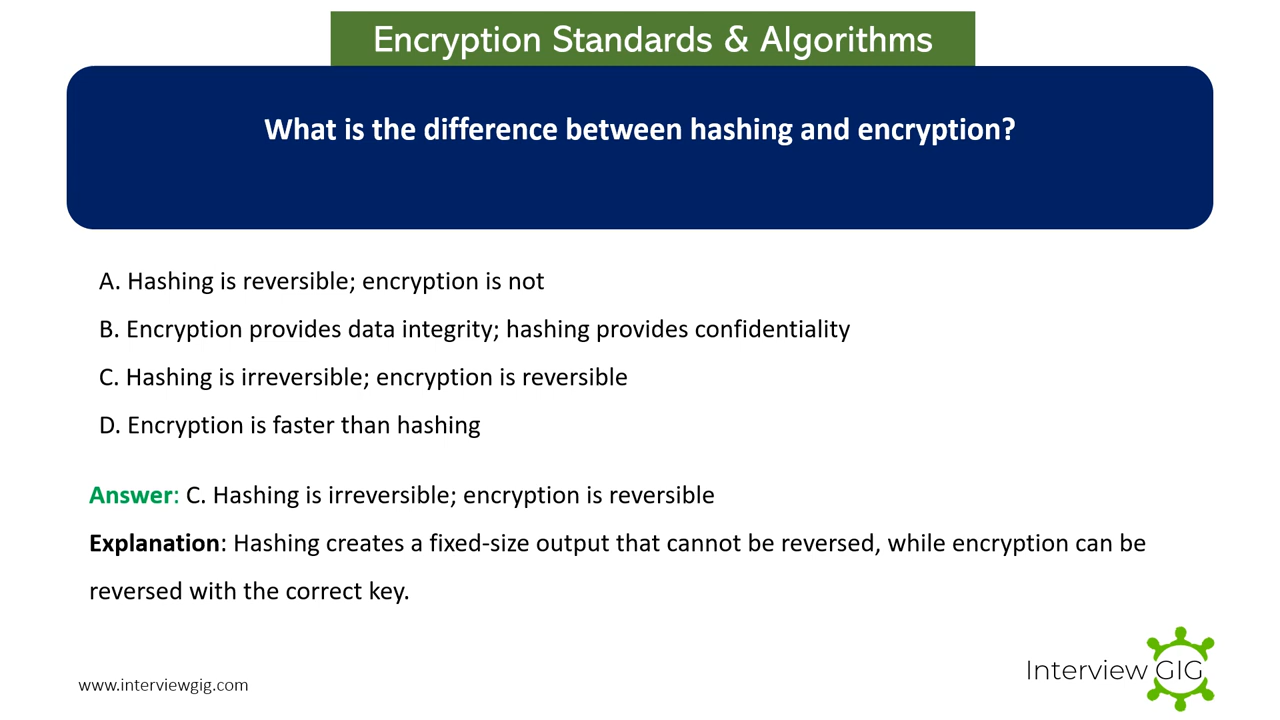 Encryption Standards & Algorithms
What is the difference between hashing and encryption?
A. Hashing is reversible; encryption is not
B. Encryption provides data integrity; hashing provides confidentiality
C. Hashing is irreversible; encryption is reversible
D. Encryption is faster than hashing
Answer: C. Hashing is irreversible; encryption is reversible
Explanation: Hashing creates a fixed-size output that cannot be reversed, while encryption can be
reversed with the correct key.
www.interviewgig.com
Interview GIG